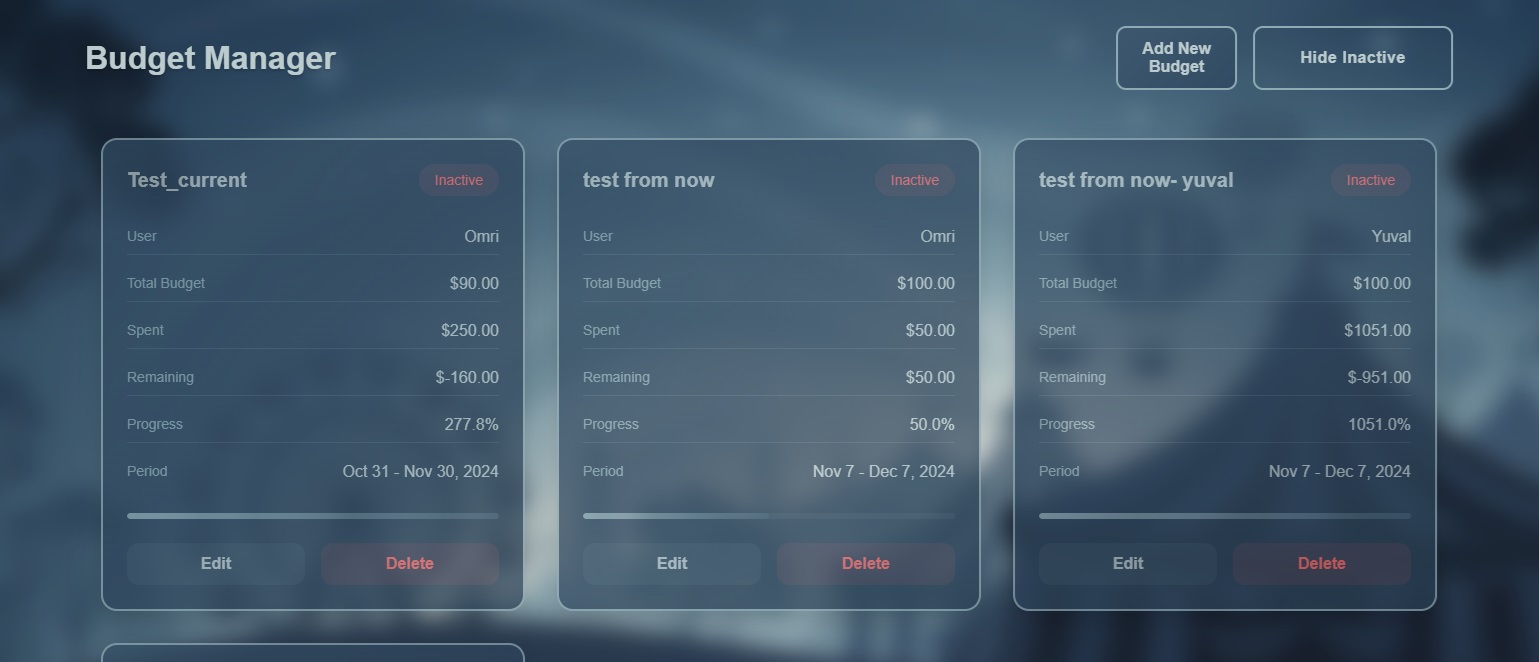 Budget Manager
Add New
Budget
Hide Inactive
Test_current
Inactive
User
Omri
Total Budget
$90.00
Spent
$250.00
Remaining
$-160.00
Progress
277.8%
Period
Oct 31 - Nov 30, 2024
Edit
Delete
test from now
Inactive
User
Omri
Total Budget
$100.00
Spent
$50.00
Remaining
$50.00
Progress
50.0%
Period
Nov 7 - Dec 7, 2024
Edit
Delete
test from now- yuval
Inactive
User
Yuval
Total Budget
$100.00
Spent
$1051.00
Remaining
$-951.00
Progress
1051.0%
Period
Nov 7 - Dec 7, 2024
Edit
Delete